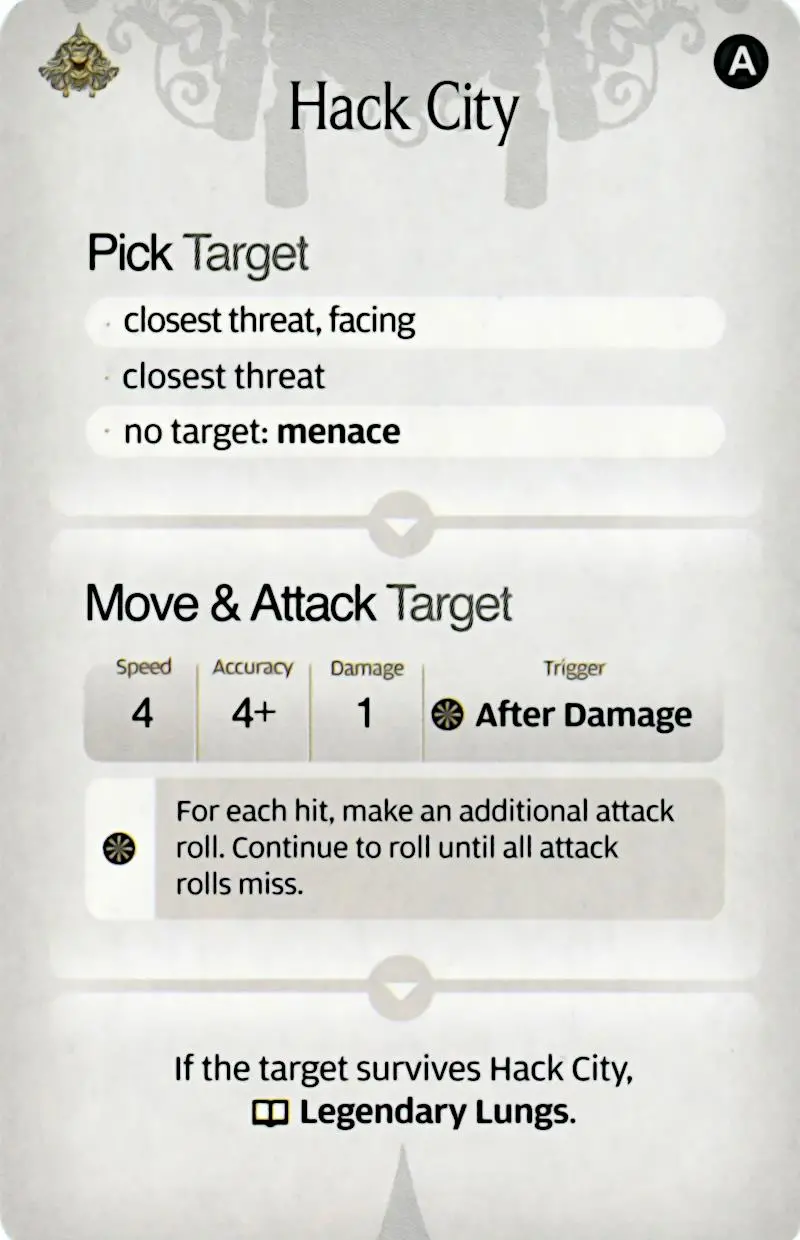 A
Hack City
Pick Target
· closest threat, facing
· closest threat
· no target: menace
Move & Attack Target
Speed Accuracy Damage Trigger
4 4+ 1 After Damage
For each hit, make an additional attack
roll. Continue to roll until all attack
rolls miss.
If the target survives Hack City,
Legendary Lungs.